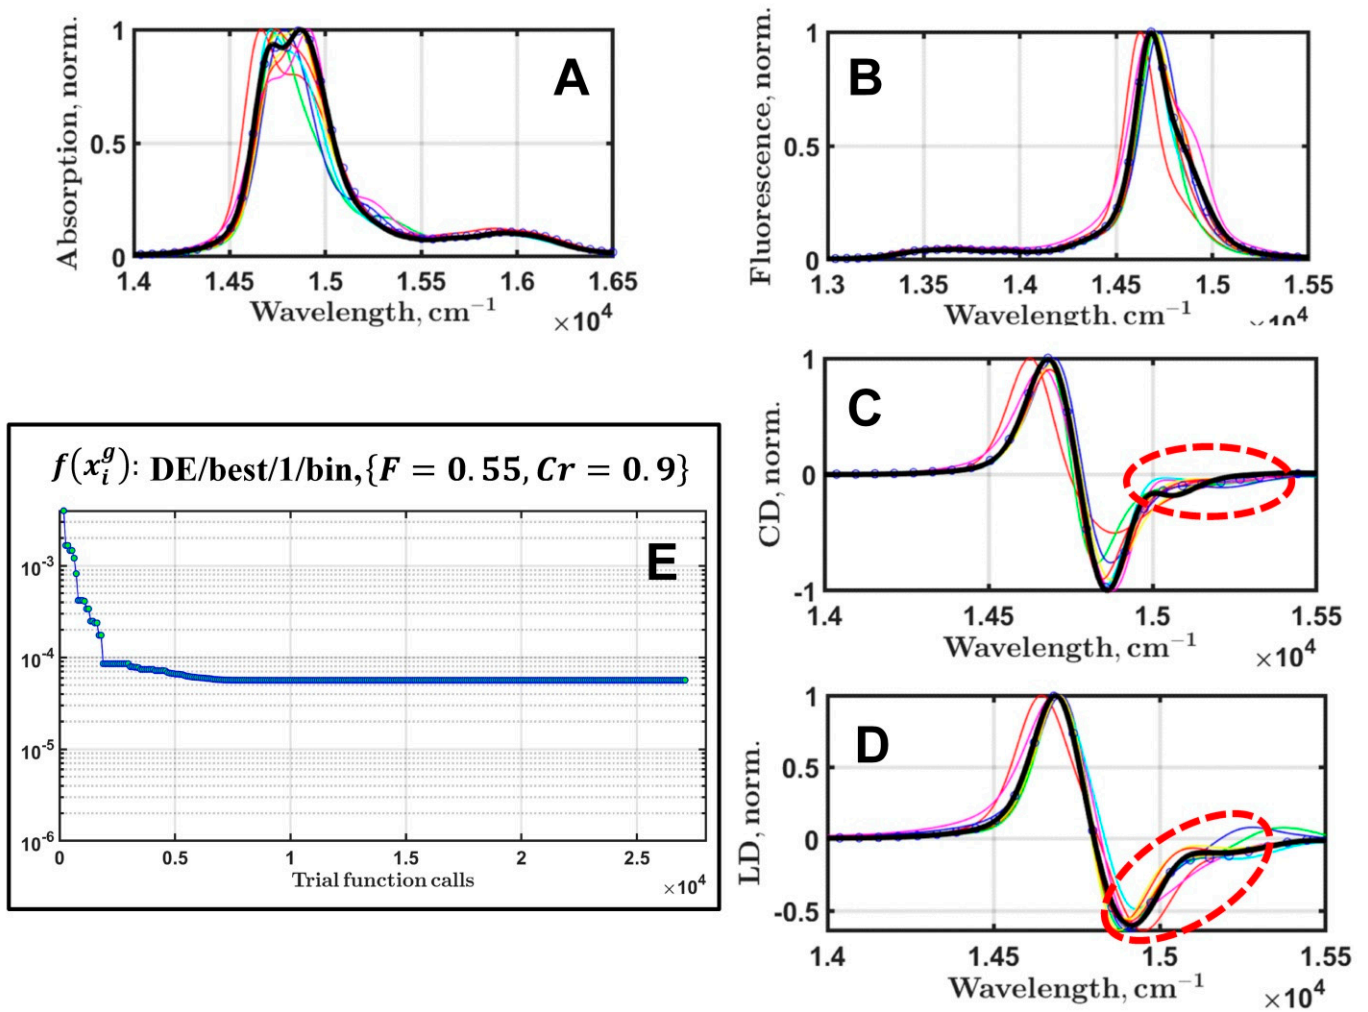 A
Absorption, norm.
1
0.5
0
1.4 1.45 1.5 1.55 1.6 1.65
Wavelength, cm⁻¹
×10⁴
B
Fluorescence, norm.
1
0.5
0
1.3 1.35 1.4 1.45 1.5 1.55
Wavelength, cm⁻¹
×10⁴
C
CD, norm.
1
0
-1
1.4 1.45 1.5 1.55
Wavelength, cm⁻¹
×10⁴
D
LD, norm.
1
0.5
0
-0.5
1.4 1.45 1.5 1.55
Wavelength, cm⁻¹
×10⁴
f(xᵢᵍ): DE/best/1/bin,{F = 0.55, Cr = 0.9}
E
10⁻³
10⁻⁴
10⁻⁵
10⁻⁶
0 0.5 1 1.5 2 2.5
Trial function calls
×10⁴